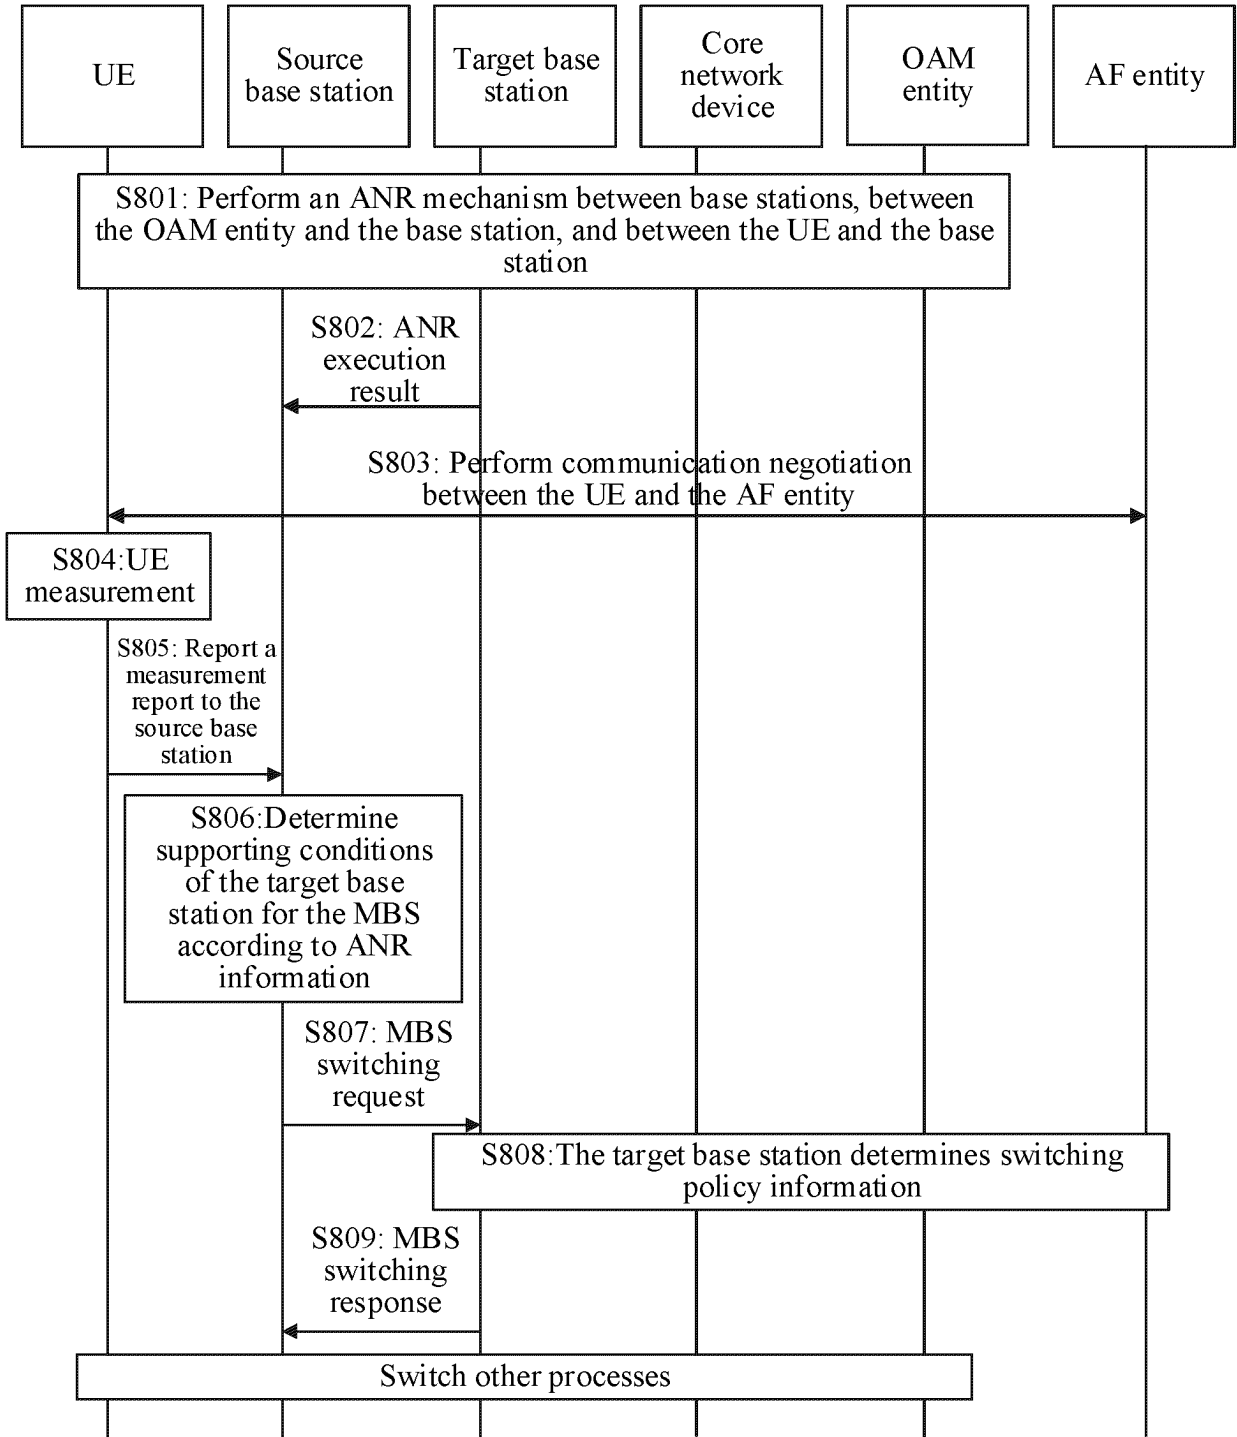 UE
Source
base station
Target base
station
Core
network
device
OAM
entity
AF entity
S801: Perform an ANR mechanism between base stations, between
the OAM entity and the base station, and between the UE and the base
station
S802: ANR
execution
result
S803: Perform communication negotiation
between the UE and the AF entity
S804:UE
measurement
S805: Report a
measurement
report to the
source base
station
S806:Determine
supporting conditions
of the target base
station for the MBS
according to ANR
information
S807: MBS
switching
request
S808:The target base station determines switching
policy information
S809: MBS
switching
response
Switch other processes